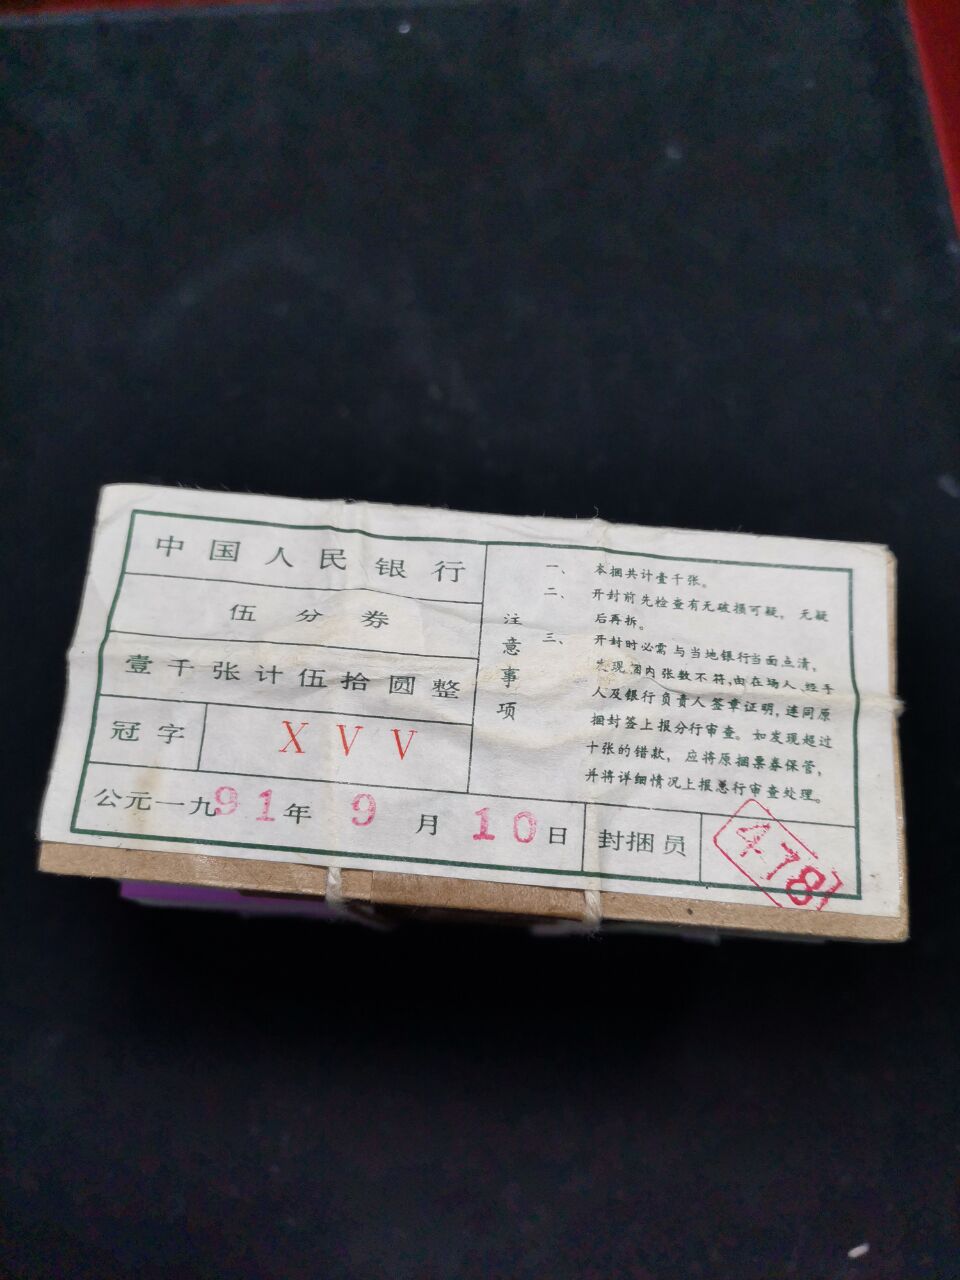 中国人民银行
伍分券
壹千张计伍拾圆整
冠字 XVV
公元一九91年9月10日
注意事项
一、本捆共计壹千张。
二、开封前先检查有无破损可疑，无疑
后再拆。
三、开封时必需与当地银行当面点清，
发现捆内张数不符，由在场人、经手
人及银行负责人签章证明，连同原
捆封签上报分行审查。如发现超过
十张的错款，应将原捆票券保管，
并将详细情况上报总行审查处理。
封捆员 478